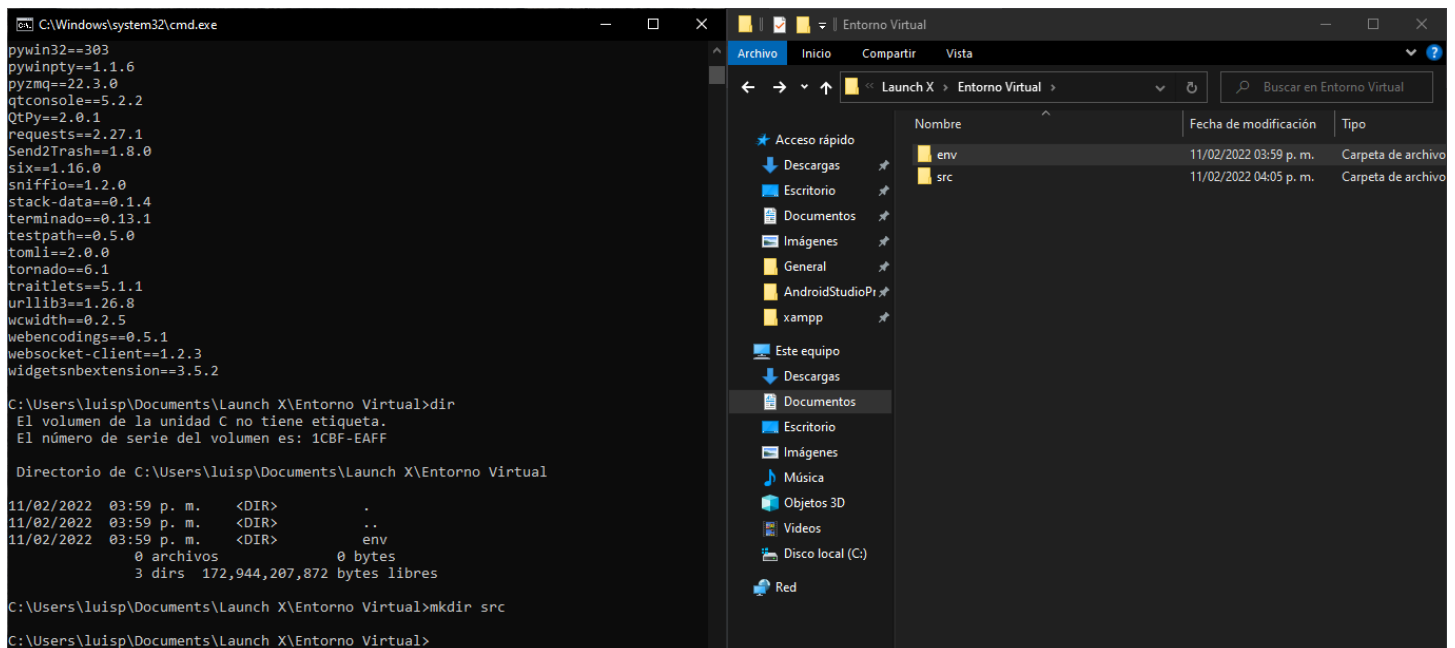 C:\Windows\system32\cmd.exe
pywin32==303
pywinpty==1.1.6
pyzmq==22.3.0
qtconsole==5.2.2
QtPy==2.0.1
requests==2.27.1
Send2Trash==1.8.0
six==1.16.0
sniffio==1.2.0
stack-data==0.1.4
terminado==0.13.1
testpath==0.5.0
tomli==2.0.0
tornado==6.1
traitlets==5.1.1
urllib3==1.26.8
wcwidth==0.2.5
webencodings==0.5.1
websocket-client==1.2.3
widgetsnbextension==3.5.2
C:\Users\luisp\Documents\Launch X\Entorno Virtual>dir
El volumen de la unidad C no tiene etiqueta.
El número de serie del volumen es: 1CBF-EAFF
Directorio de C:\Users\luisp\Documents\Launch X\Entorno Virtual
11/02/2022 03:59 p. m. <DIR> .
11/02/2022 03:59 p. m. <DIR> ..
11/02/2022 03:59 p. m. <DIR> env
0 archivos 0 bytes
3 dirs 172,944,207,872 bytes libres
C:\Users\luisp\Documents\Launch X\Entorno Virtual>mkdir src
C:\Users\luisp\Documents\Launch X\Entorno Virtual>
Entorno Virtual
Archivo Inicio Compartir Vista
« Launch X > Entorno Virtual >
Buscar en Entorno Virtual
Acceso rápido
Descargas
Escritorio
Documentos
Imágenes
General
AndroidStudioPr
xampp
Este equipo
Descargas
Documentos
Escritorio
Imágenes
Música
Objetos 3D
Videos
Disco local (C:)
Red
Nombre Fecha de modificación Tipo
env 11/02/2022 03:59 p. m. Carpeta de archivo
src 11/02/2022 04:05 p. m. Carpeta de archivo